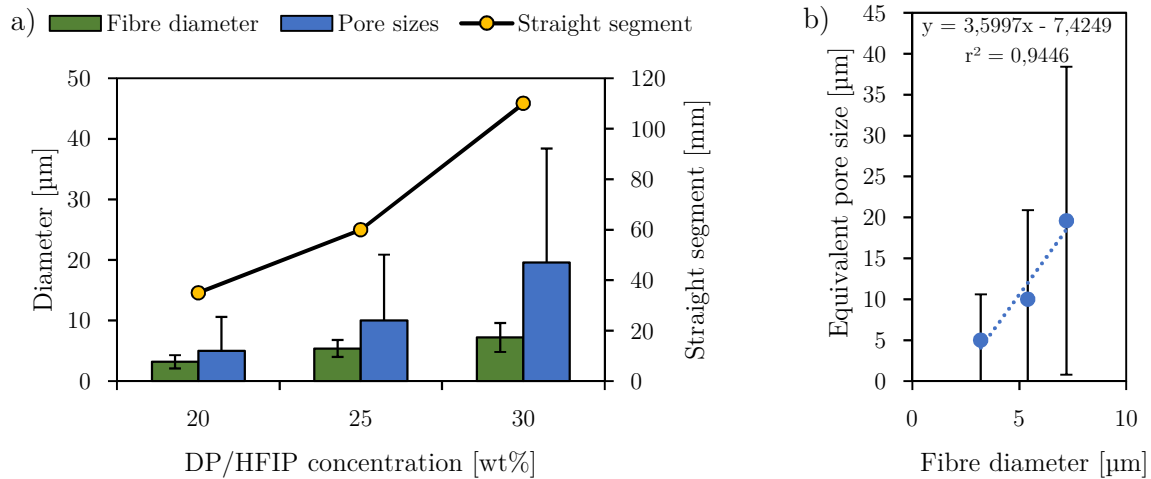 a)
Fibre diameter
Pore sizes
Straight segment
Diameter [µm]
50
40
30
20
10
0
120
100
80
60
40
20
0
Straight segment [mm]
20 25 30
DP/HFIP concentration [wt%]
b)
y = 3,5997x - 7,4249
r² = 0,9446
Equivalent pore size [µm]
45
40
35
30
25
20
15
10
5
0
0 5 10
Fibre diameter [µm]